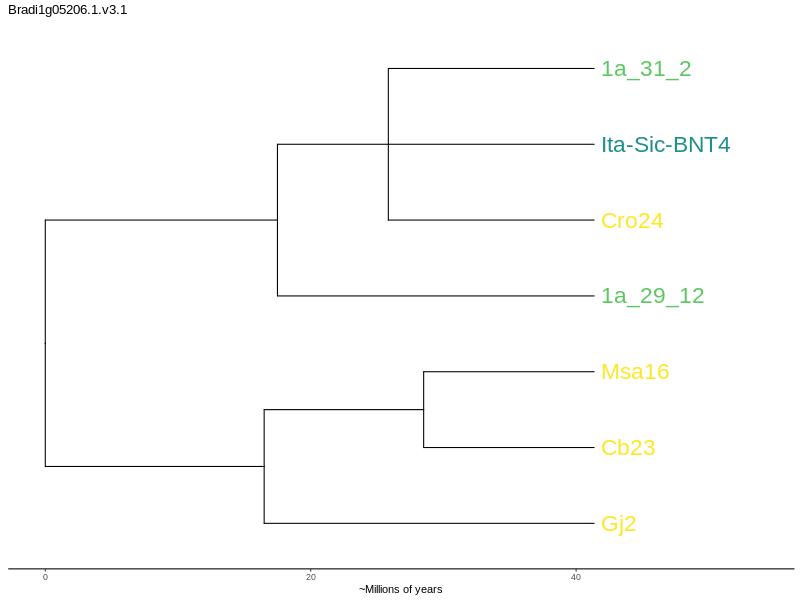 Bradi1g05206.1.v3.1
1a_31_2
Ita-Sic-BNT4
Cro24
1a_29_12
Msa16
Cb23
Gj2
0 20 40
~Millions of years